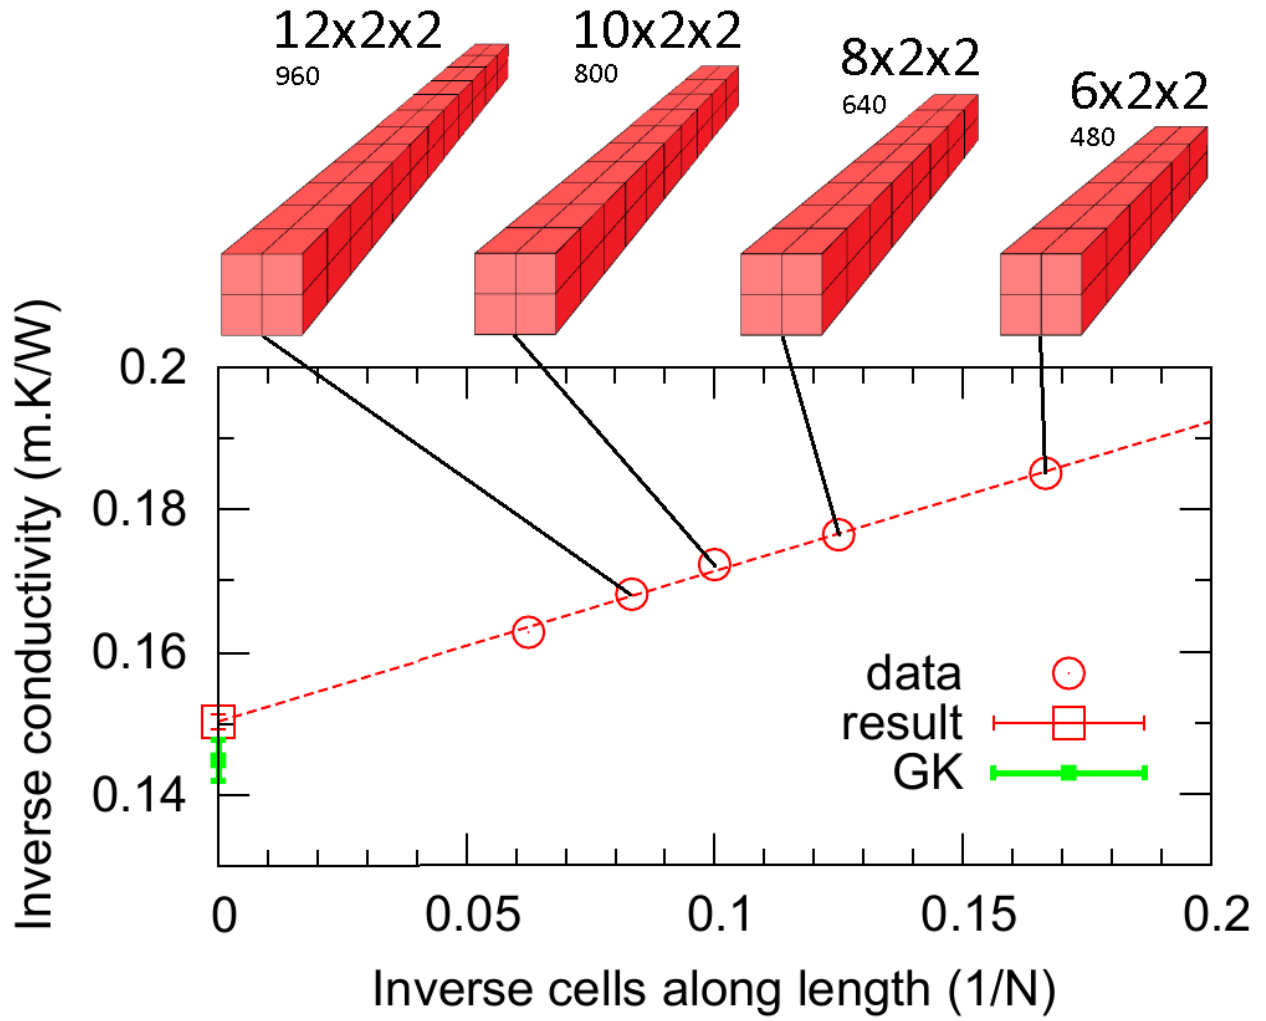 12x2x2
960
10x2x2
800
8x2x2
640
6x2x2
480
Inverse conductivity (m.K/W)
0.2
0.18
0.16
0.14
data
result
GK
0 0.05 0.1 0.15 0.2
Inverse cells along length (1/N)